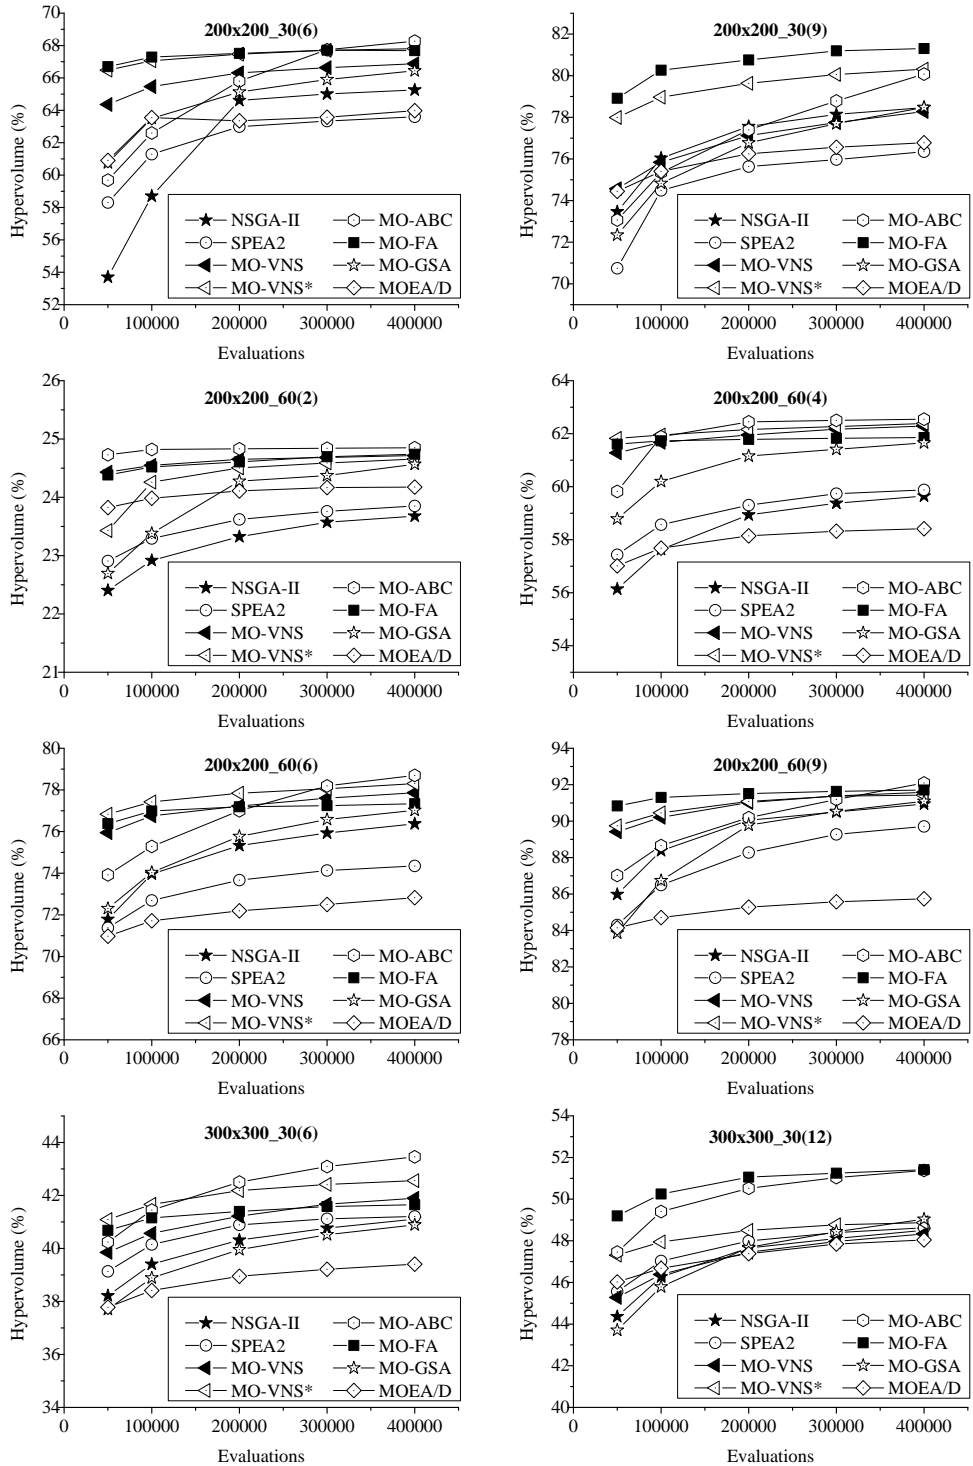 200x200_30(6)
Hypervolume (%)
70
68
66
64
62
60
58
56
54
52
NSGA-II
SPEA2
MO-VNS
MO-VNS*
MO-ABC
MO-FA
MO-GSA
MOEA/D
0 100000 200000 300000 400000
Evaluations
200x200_30(9)
Hypervolume (%)
81
78
76
74
72
70
69
NSGA-II
SPEA2
MO-VNS
MO-VNS*
MO-ABC
MO-FA
MO-GSA
MOEA/D
0 100000 200000 300000 400000
Evaluations
200x200_60(2)
Hypervolume (%)
26
25
24
23
22
21
NSGA-II
SPEA2
MO-VNS
MO-VNS*
MO-ABC
MO-FA
MO-GSA
MOEA/D
0 100000 200000 300000 400000
Evaluations
200x200_60(4)
Hypervolume (%)
64
62
60
58
56
54
53
NSGA-II
SPEA2
MO-VNS
MO-VNS*
MO-ABC
MO-FA
MO-GSA
MOEA/D
0 100000 200000 300000 400000
Evaluations
200x200_60(6)
Hypervolume (%)
80
78
76
74
72
70
68
66
NSGA-II
SPEA2
MO-VNS
MO-VNS*
MO-ABC
MO-FA
MO-GSA
MOEA/D
0 100000 200000 300000 400000
Evaluations
200x200_60(9)
Hypervolume (%)
94
92
90
88
86
84
82
80
78
NSGA-II
SPEA2
MO-VNS
MO-VNS*
MO-ABC
MO-FA
MO-GSA
MOEA/D
0 100000 200000 300000 400000
Evaluations
300x300_30(6)
Hypervolume (%)
44
42
40
38
36
34
NSGA-II
SPEA2
MO-VNS
MO-VNS*
MO-ABC
MO-FA
MO-GSA
MOEA/D
0 100000 200000 300000 400000
Evaluations
300x300_30(12)
Hypervolume (%)
54
52
50
48
46
44
42
40
NSGA-II
SPEA2
MO-VNS
MO-VNS*
MO-ABC
MO-FA
MO-GSA
MOEA/D
0 100000 200000 300000 400000
Evaluations